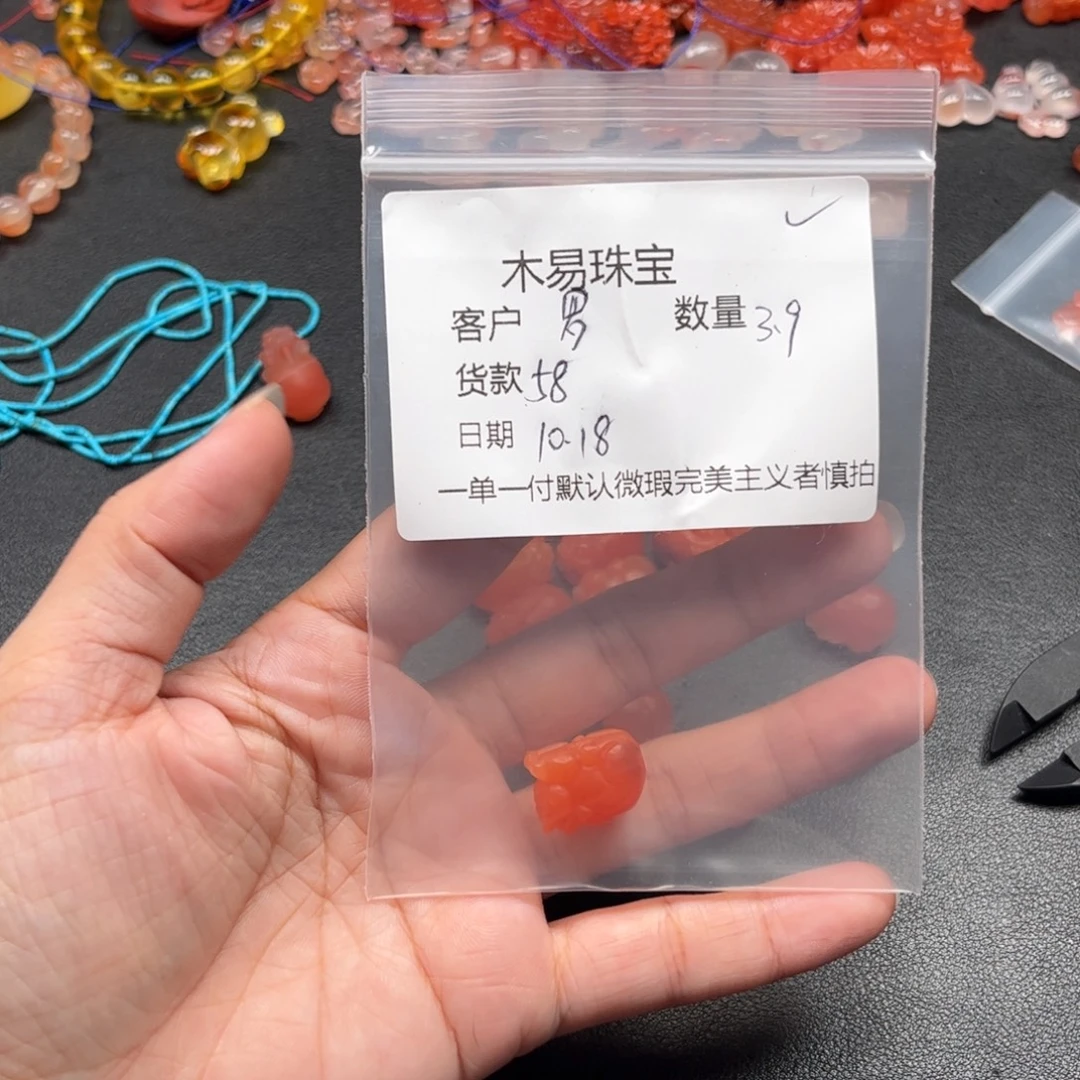 木易珠宝
客户 罗 数量 3.9
货款 58
日期 10.18
一单一付默认微瑕完美主义者慎拍